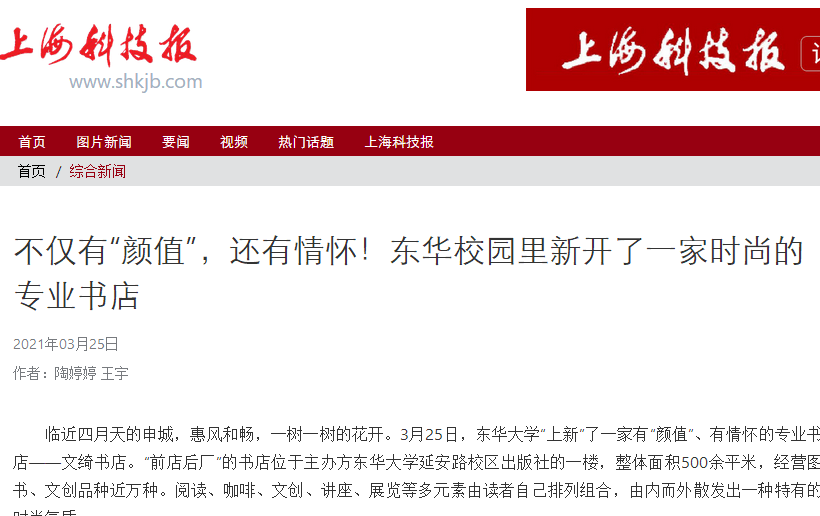 上海科技报
www.shkjb.com
上海科技报
首页 图片新闻 要闻 视频 热门话题 上海科技报
首页 / 综合新闻
不仅有“颜值”，还有情怀！东华校园里新开了一家时尚的
专业书店
2021年03月25日
作者：陶婷婷 王宇
临近四月天的申城，惠风和畅，一树一树的花开。3月25日，东华大学“上新”了一家有“颜值”、有情怀的专业书
店——文绮书店。“前店后厂”的书店位于主办方东华大学延安路校区出版社的一楼，整体面积500余平米，经营图
书、文创品种近万种。阅读、咖啡、文创、讲座、展览等多元素由读者自己排列组合，由内而外散发出一种特有的
时尚气质